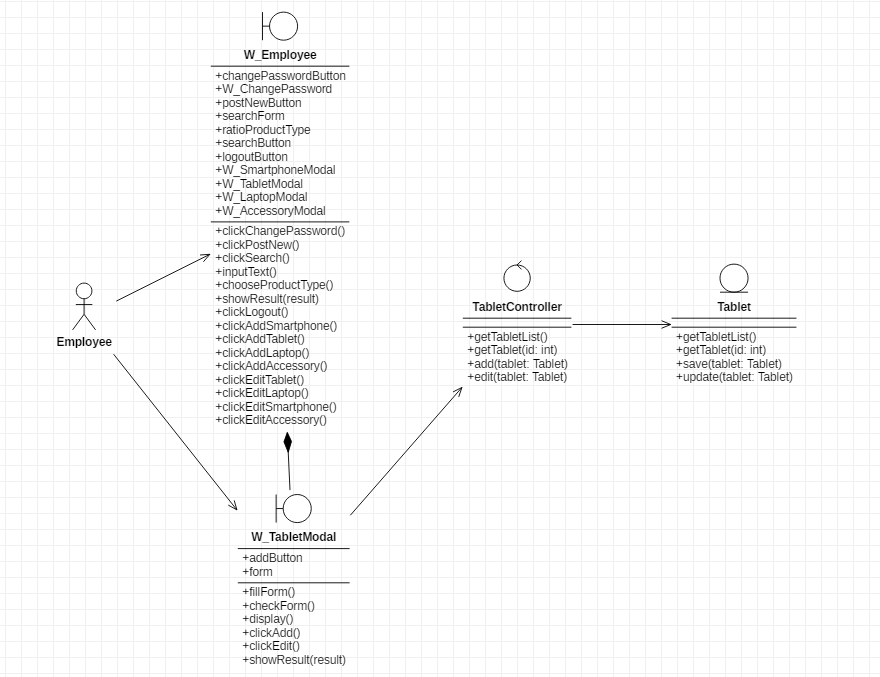 W_Employee
+changePasswordButton
+W_ChangePassword
+postNewButton
+searchForm
+ratioProductType
+searchButton
+logoutButton
+W_SmartphoneModal
+W_TabletModal
+W_LaptopModal
+W_AccessoryModal
+clickChangePassword()
+clickPostNew()
+clickSearch()
+inputText()
+chooseProductType()
+showResult(result)
+clickLogout()
+clickAddSmartphone()
+clickAddTablet()
+clickAddLaptop()
+clickAddAccessory()
+clickEditTablet()
+clickEditLaptop()
+clickEditSmartphone()
+clickEditAccessory()
Employee
TabletController
+getTabletList()
+getTablet(id: int)
+add(tablet: Tablet)
+edit(tablet: Tablet)
Tablet
+getTabletList()
+getTablet(id: int)
+save(tablet: Tablet)
+update(tablet: Tablet)
W_TabletModal
+addButton
+form
+fillForm()
+checkForm()
+display()
+clickAdd()
+clickEdit()
+showResult(result)